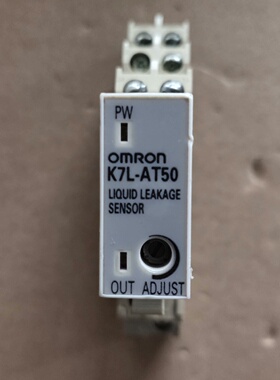 PW
OMRON
K7L-AT50
LIQUID LEAKAGE
SENSOR
OUT ADJUST